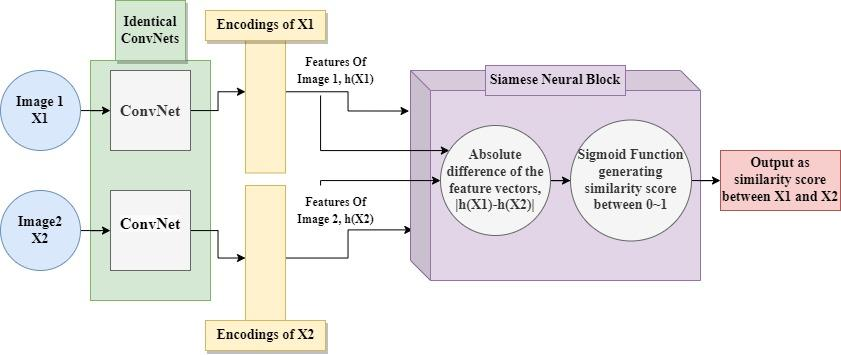 Identical
ConvNets
Encodings of X1
Image 1
X1
ConvNet
Features Of
Image 1, h(X1)
Siamese Neural Block
Absolute
difference of the
feature vectors,
|h(X1)-h(X2)|
Sigmoid Function
generating
similarity score
between 0~1
Output as
similarity score
between X1 and X2
Image2
X2
ConvNet
Features Of
Image 2, h(X2)
Encodings of X2